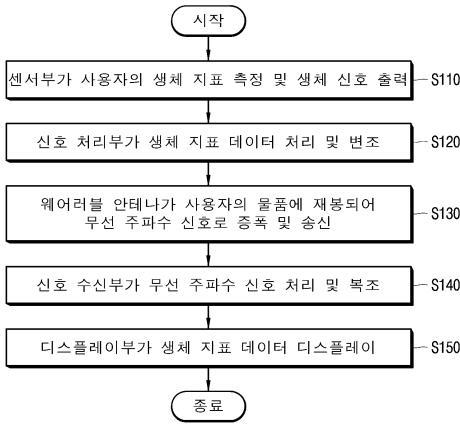 시작
센서부가 사용자의 생체 지표 측정 및 생체 신호 출력 S110
신호 처리부가 생체 지표 데이터 처리 및 변조 S120
웨어러블 안테나가 사용자의 물품에 재봉되어
무선 주파수 신호로 증폭 및 송신 S130
신호 수신부가 무선 주파수 신호 처리 및 복조 S140
디스플레이부가 생체 지표 데이터 디스플레이 S150
종료